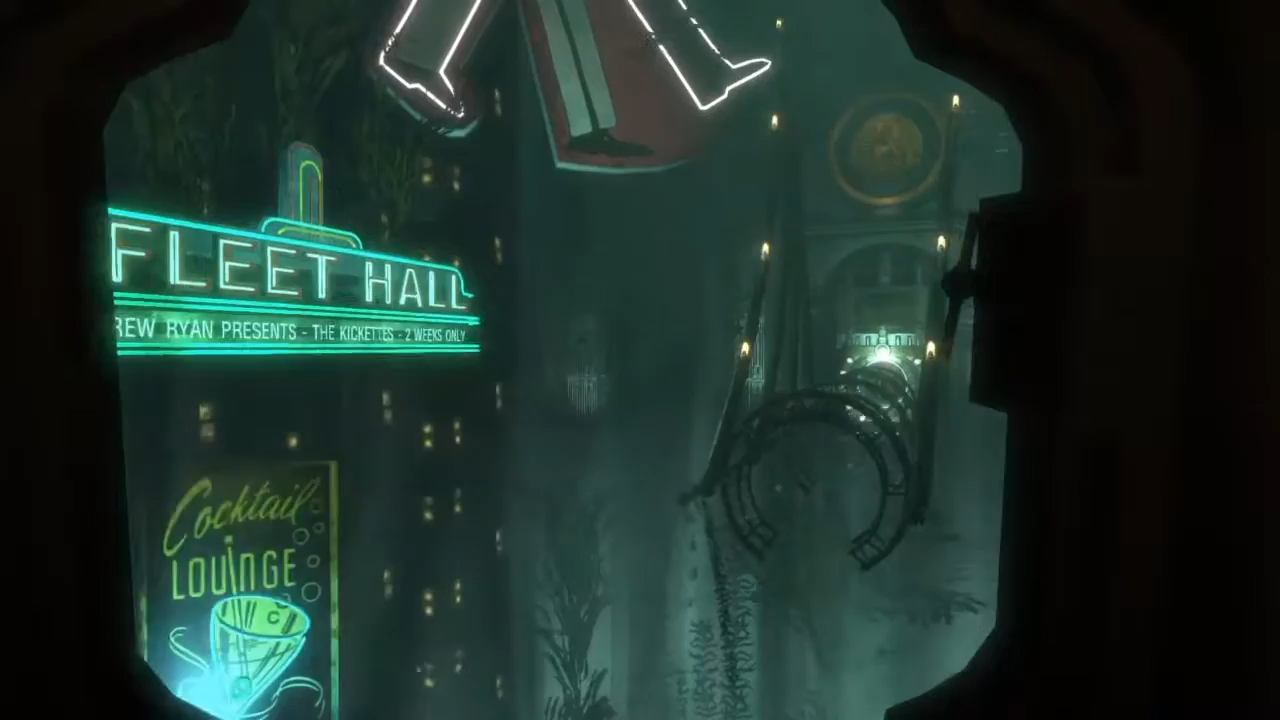 FLEET HALL
REW RYAN PRESENTS - THE KICKETTES - 2 WEEKS ONLY
Cocktail
LOUNGE